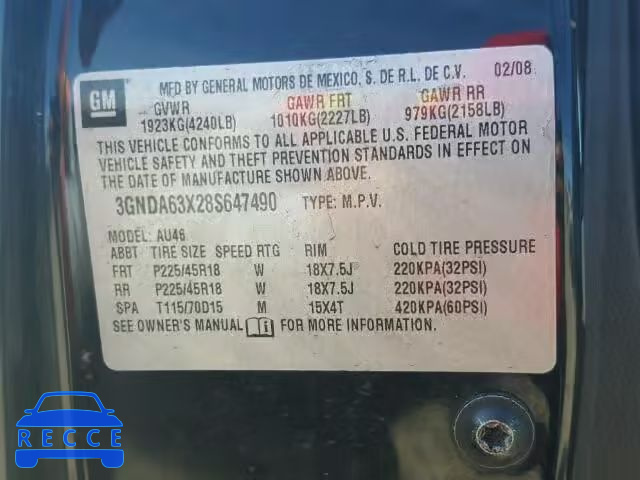 GM
MFD BY GENERAL MOTORS DE MEXICO, S. DE R.L. DE C.V. 02/08
GVWR GAWR FRT GAWR RR
1923KG(4240LB) 1010KG(2227LB) 979KG(2158LB)
THIS VEHICLE CONFORMS TO ALL APPLICABLE U.S. FEDERAL MOTOR
VEHICLE SAFETY AND THEFT PREVENTION STANDARDS IN EFFECT ON
THE DATE OF MANUFACTURE SHOWN ABOVE.
3GNDA63X28S647490 TYPE: M.P.V.
MODEL: AU46
ABBT TIRE SIZE SPEED RTG RIM COLD TIRE PRESSURE
FRT P225/45R18 W 18X7.5J 220KPA(32PSI)
RR P225/45R18 W 18X7.5J 220KPA(32PSI)
SPA T115/70D15 M 15X4T 420KPA(60PSI)
SEE OWNER'S MANUAL FOR MORE INFORMATION.
RECCE